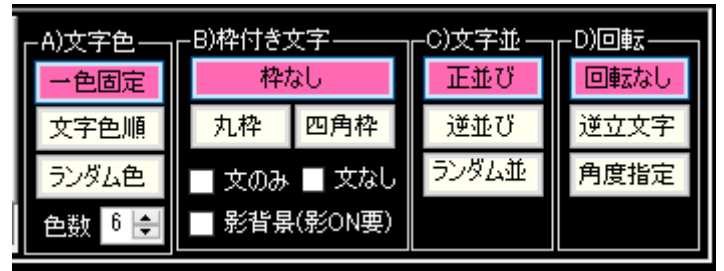 A)文字色
一色固定
文字色順
ランダム色
色数 6
B)枠付き文字
枠なし
丸枠 四角枠
文のみ 文なし
影背景(影ON要)
C)文字並
正並び
逆並び
ランダム並
D)回転
回転なし
逆立文字
角度指定